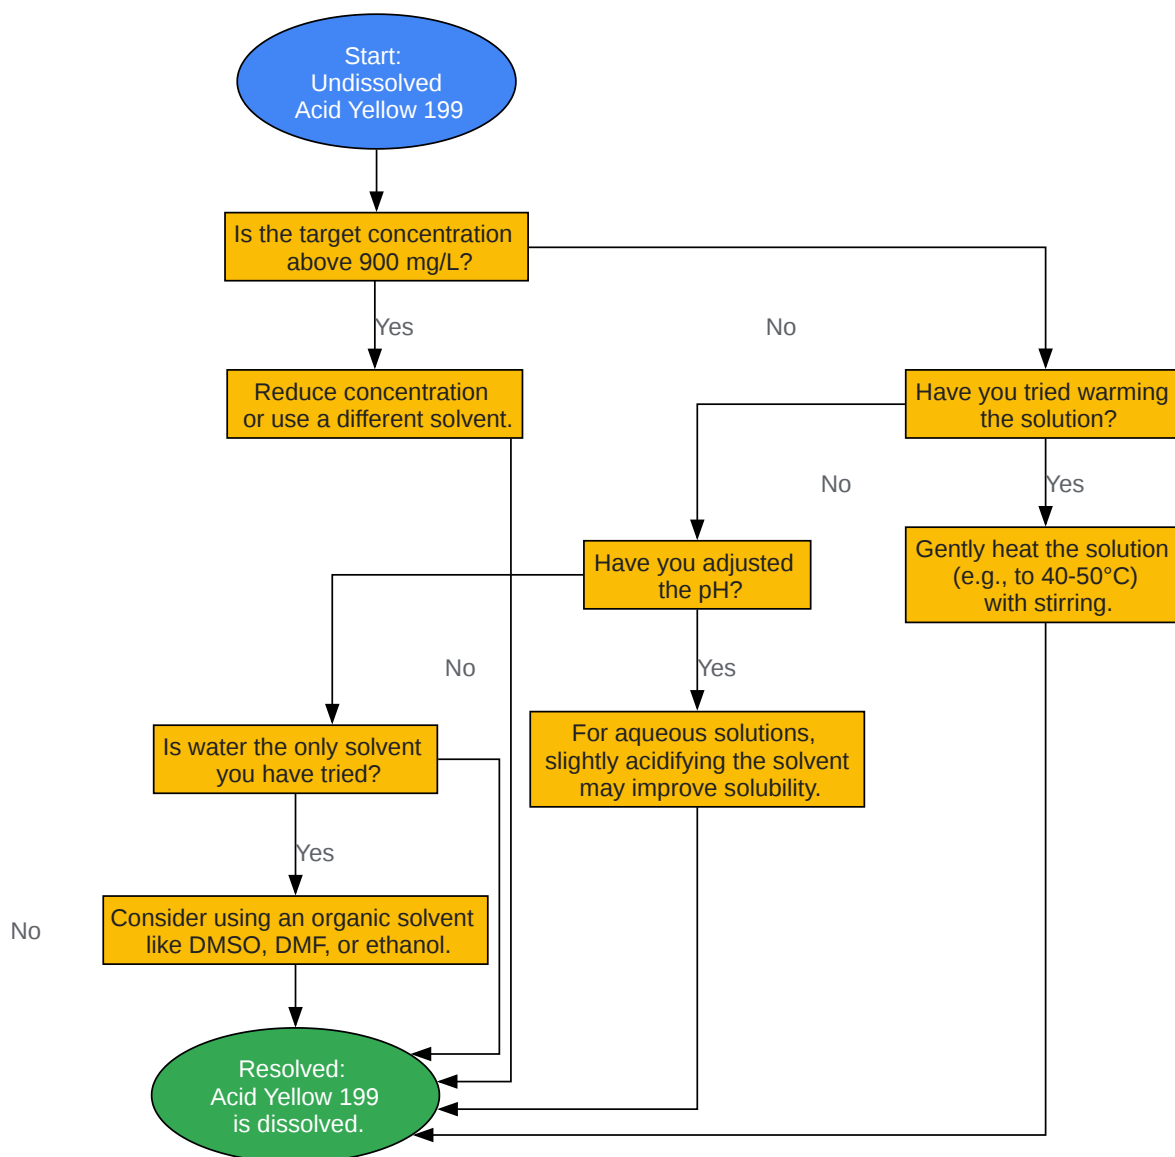 Start:
Undissolved
Acid Yellow 199
Is the target concentration
above 900 mg/L?
Yes
No
Reduce concentration
or use a different solvent.
Have you tried warming
the solution?
No
Yes
Gently heat the solution
(e.g., to 40-50°C)
with stirring.
Have you adjusted
the pH?
No
Yes
Is water the only solvent
you have tried?
For aqueous solutions,
slightly acidifying the solvent
may improve solubility.
Yes
No
Consider using an organic solvent
like DMSO, DMF, or ethanol.
Resolved:
Acid Yellow 199
is dissolved.